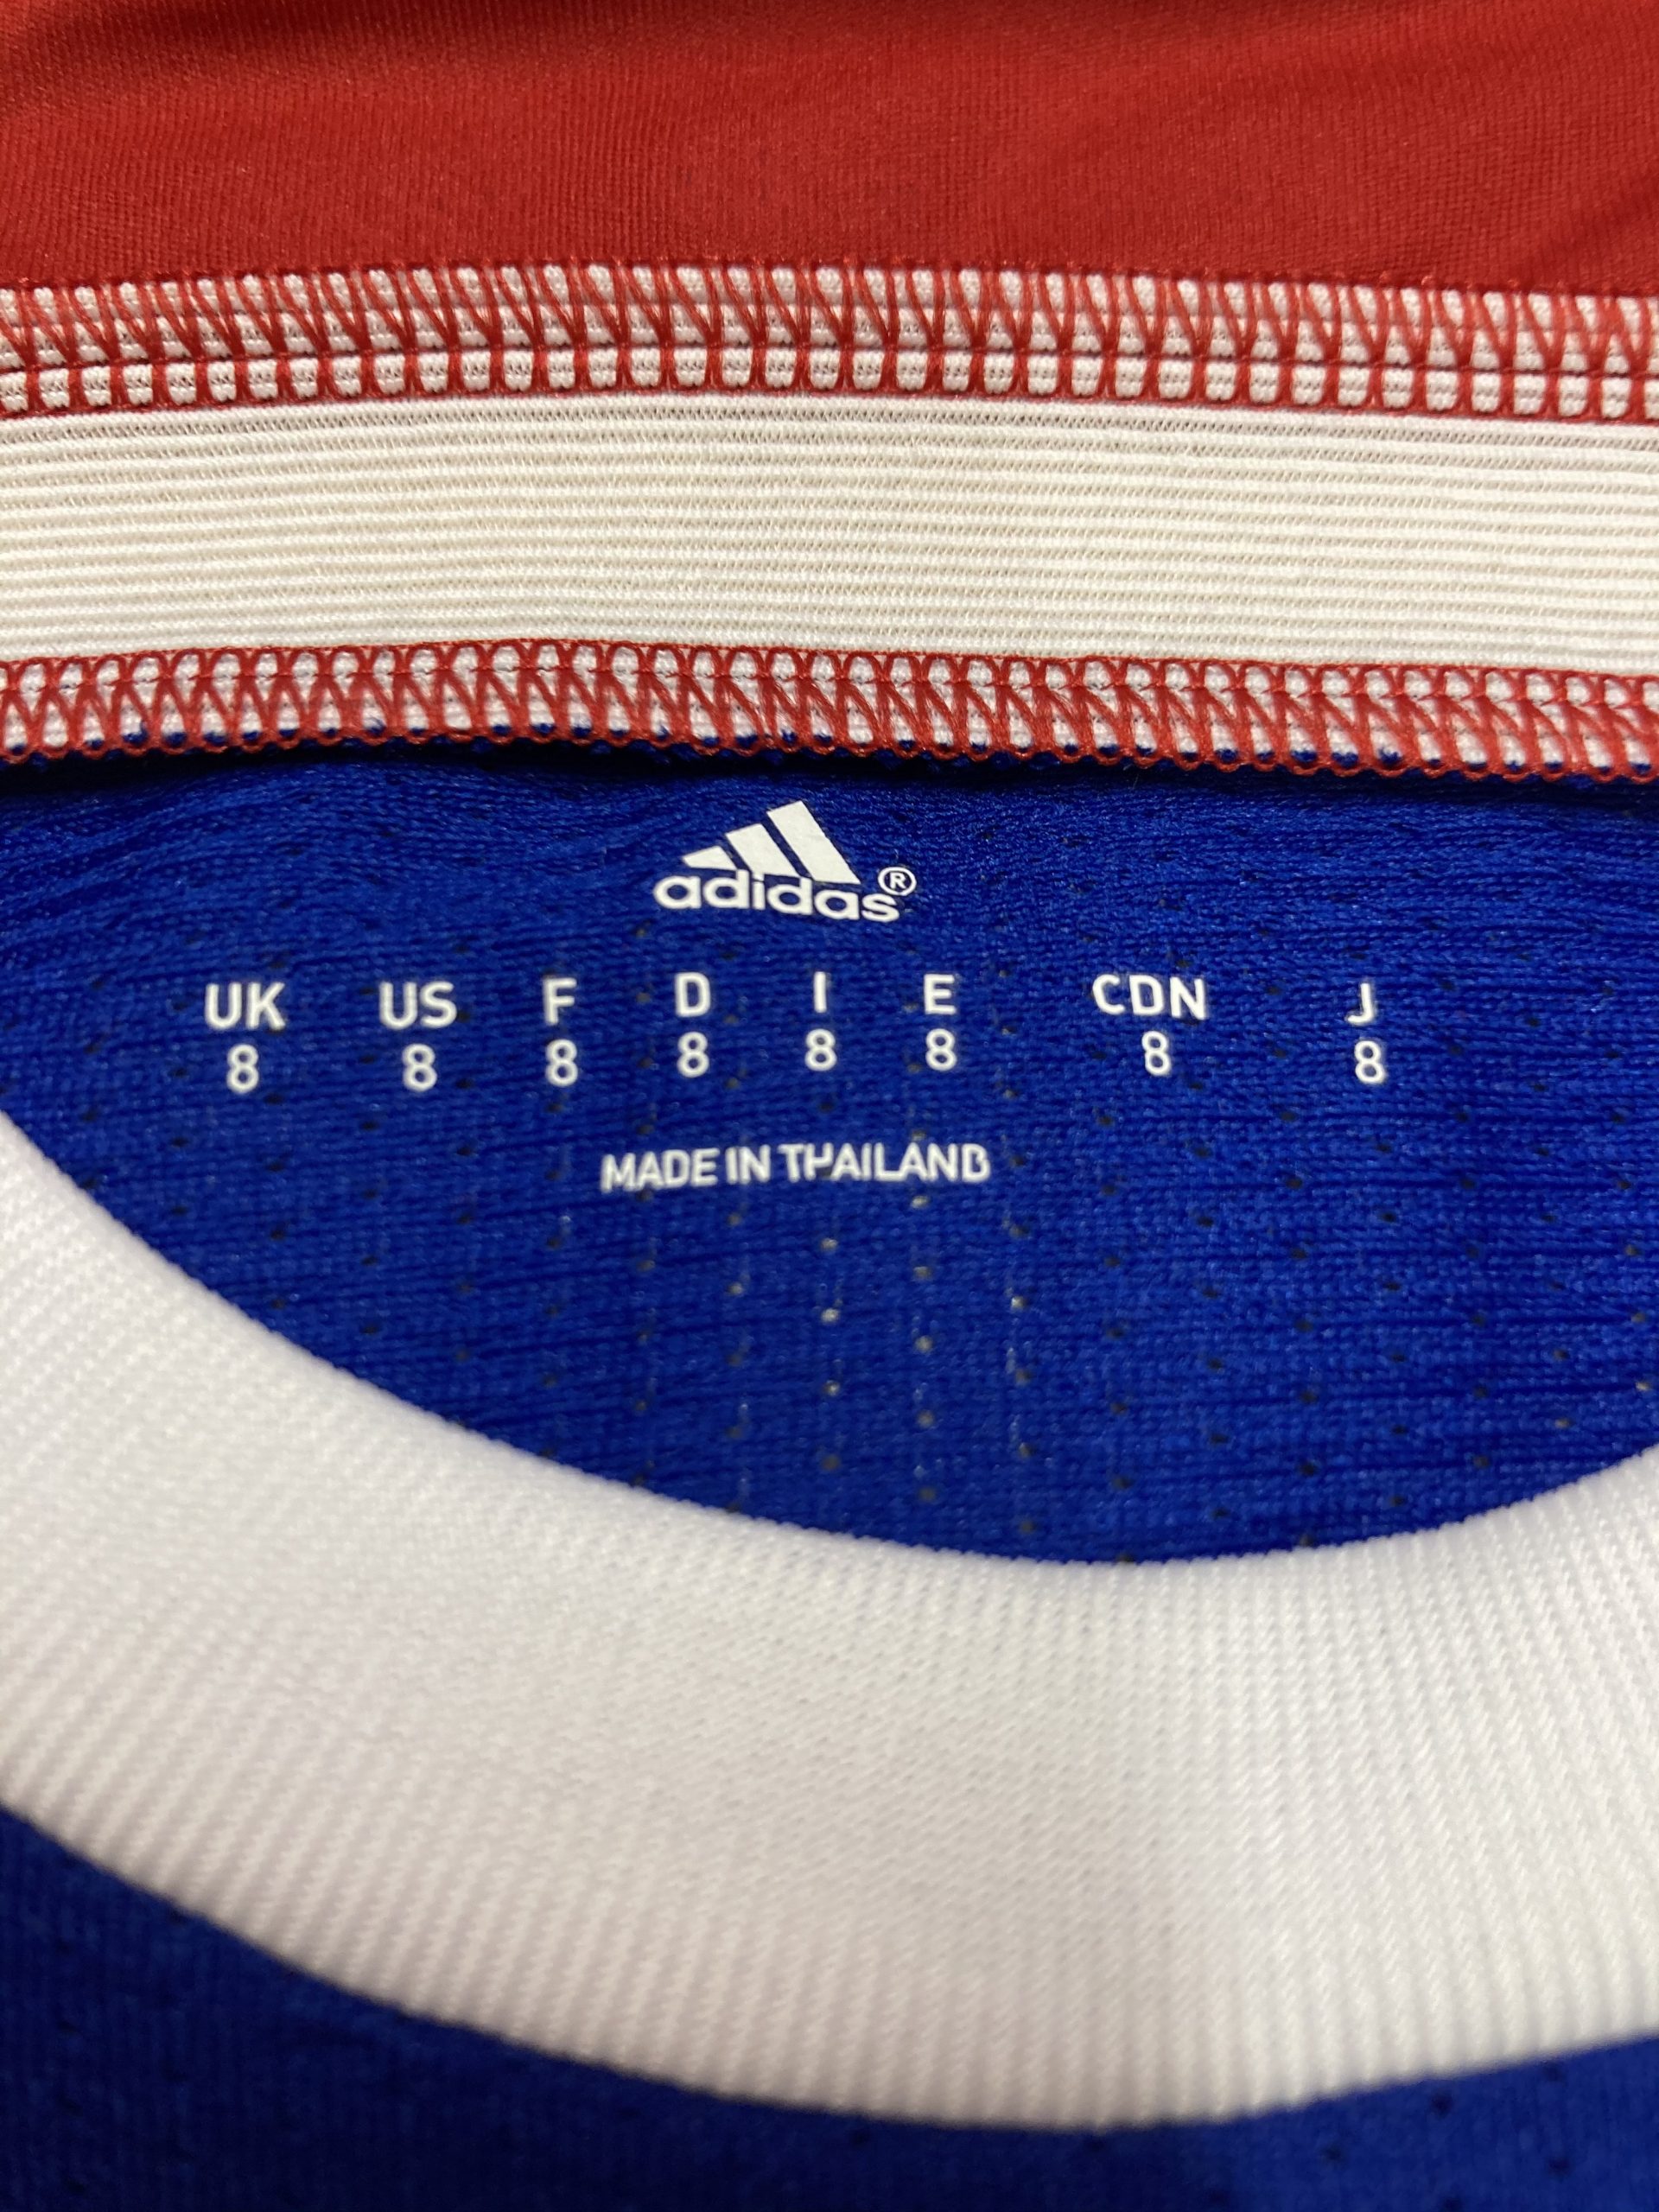 adidas®
UK US F D I E CDN J
8 8 8 8 8 8 8 8
MADE IN THAILAND